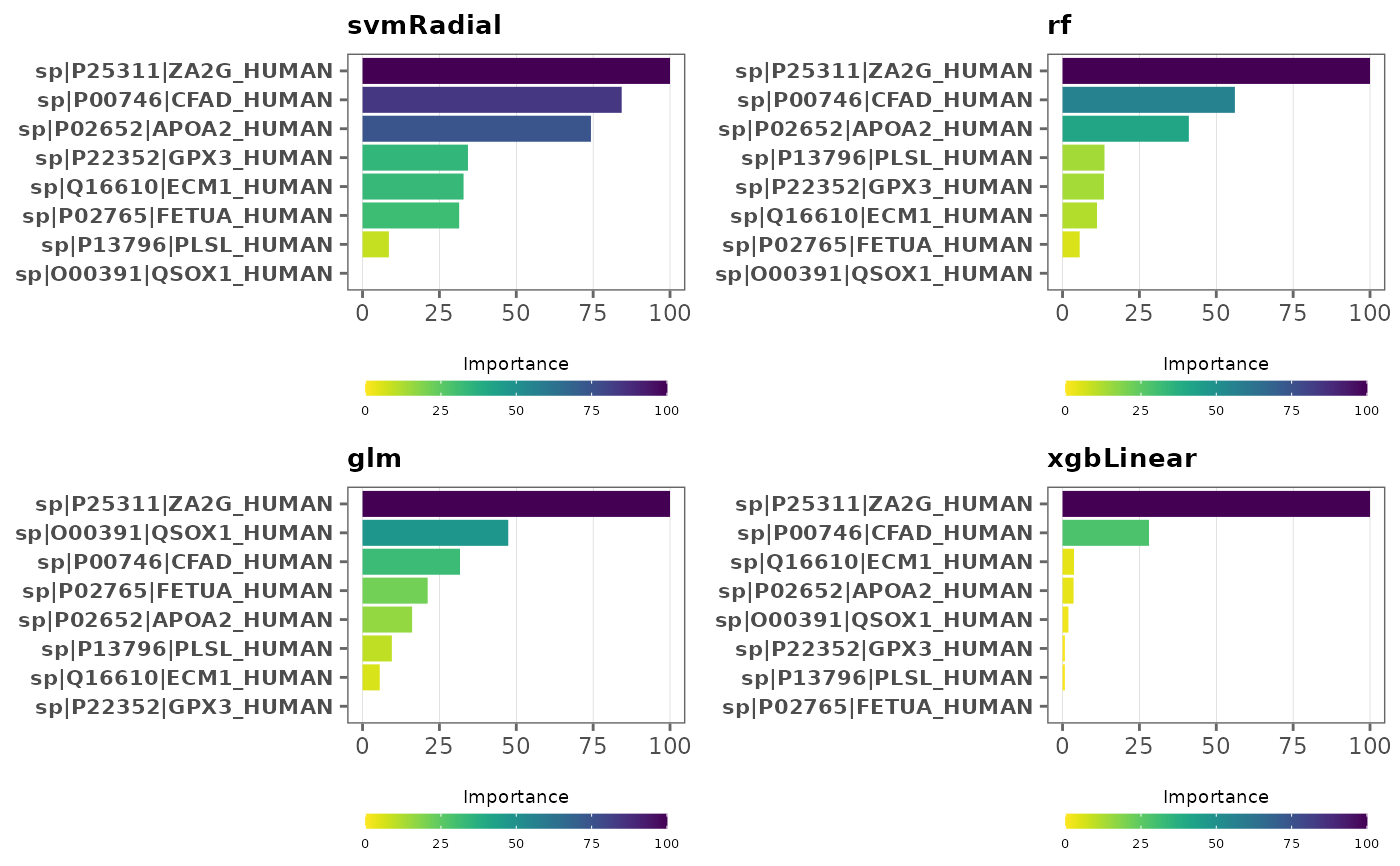 svmRadial
sp|P25311|ZA2G_HUMAN
sp|P00746|CFAD_HUMAN
sp|P02652|APOA2_HUMAN
sp|P22352|GPX3_HUMAN
sp|Q16610|ECM1_HUMAN
sp|P02765|FETUA_HUMAN
sp|P13796|PLSL_HUMAN
sp|O00391|QSOX1_HUMAN
0 25 50 75 100
Importance
0 25 50 75 100
rf
sp|P25311|ZA2G_HUMAN
sp|P00746|CFAD_HUMAN
sp|P02652|APOA2_HUMAN
sp|P13796|PLSL_HUMAN
sp|P22352|GPX3_HUMAN
sp|Q16610|ECM1_HUMAN
sp|P02765|FETUA_HUMAN
sp|O00391|QSOX1_HUMAN
0 25 50 75 100
Importance
0 25 50 75 100
glm
sp|P25311|ZA2G_HUMAN
sp|O00391|QSOX1_HUMAN
sp|P00746|CFAD_HUMAN
sp|P02765|FETUA_HUMAN
sp|P02652|APOA2_HUMAN
sp|P13796|PLSL_HUMAN
sp|Q16610|ECM1_HUMAN
sp|P22352|GPX3_HUMAN
0 25 50 75 100
Importance
0 25 50 75 100
xgbLinear
sp|P25311|ZA2G_HUMAN
sp|P00746|CFAD_HUMAN
sp|Q16610|ECM1_HUMAN
sp|P02652|APOA2_HUMAN
sp|O00391|QSOX1_HUMAN
sp|P22352|GPX3_HUMAN
sp|P13796|PLSL_HUMAN
sp|P02765|FETUA_HUMAN
0 25 50 75 100
Importance
0 25 50 75 100